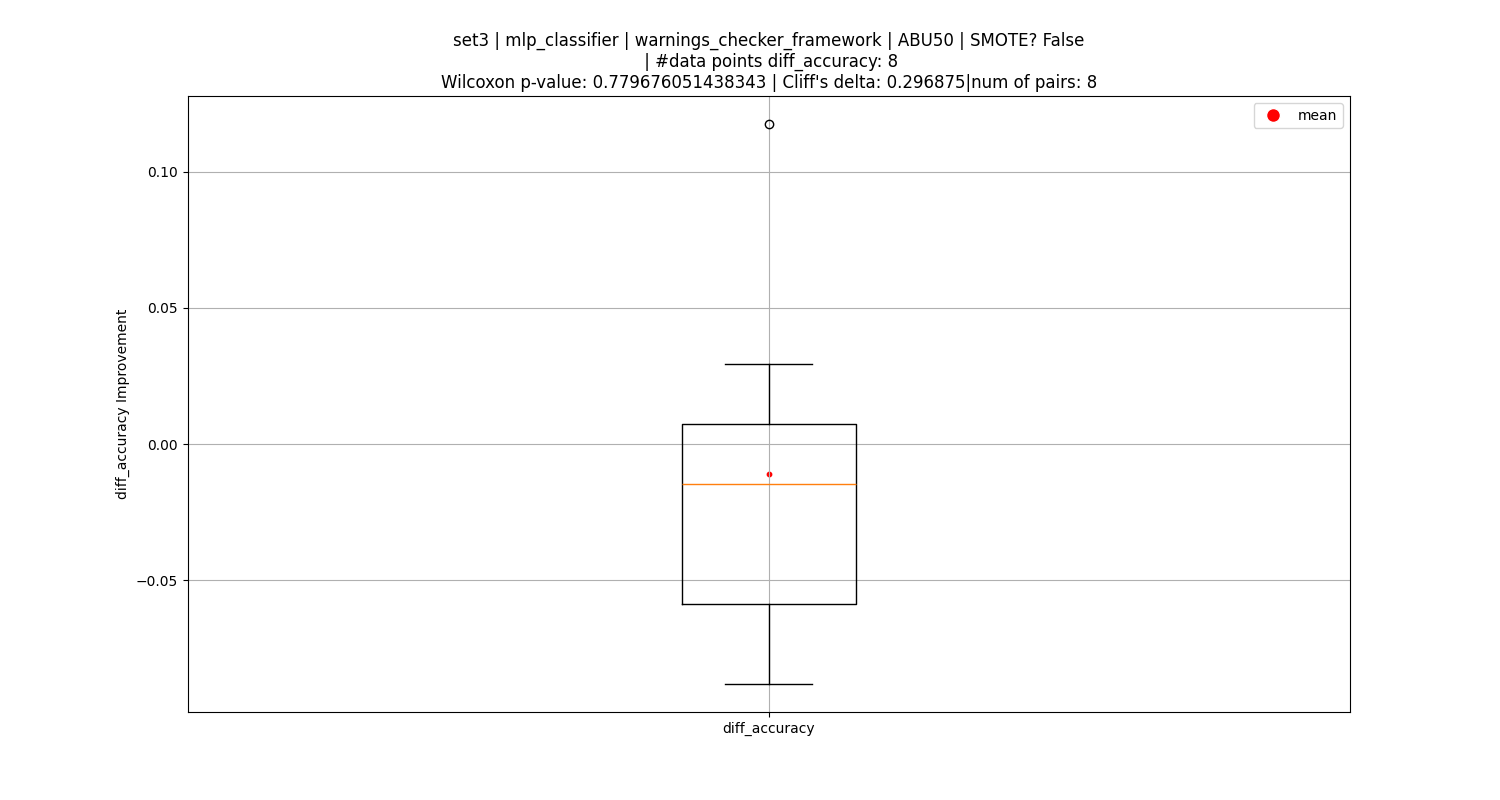 set3 | mlp_classifier | warnings_checker_framework | ABU50 | SMOTE? False
| #data points diff_accuracy: 8
Wilcoxon p-value: 0.779676051438343 | Cliff's delta: 0.296875|num of pairs: 8
mean
0.10
0.05
0.00
−0.05
diff_accuracy Improvement
diff_accuracy